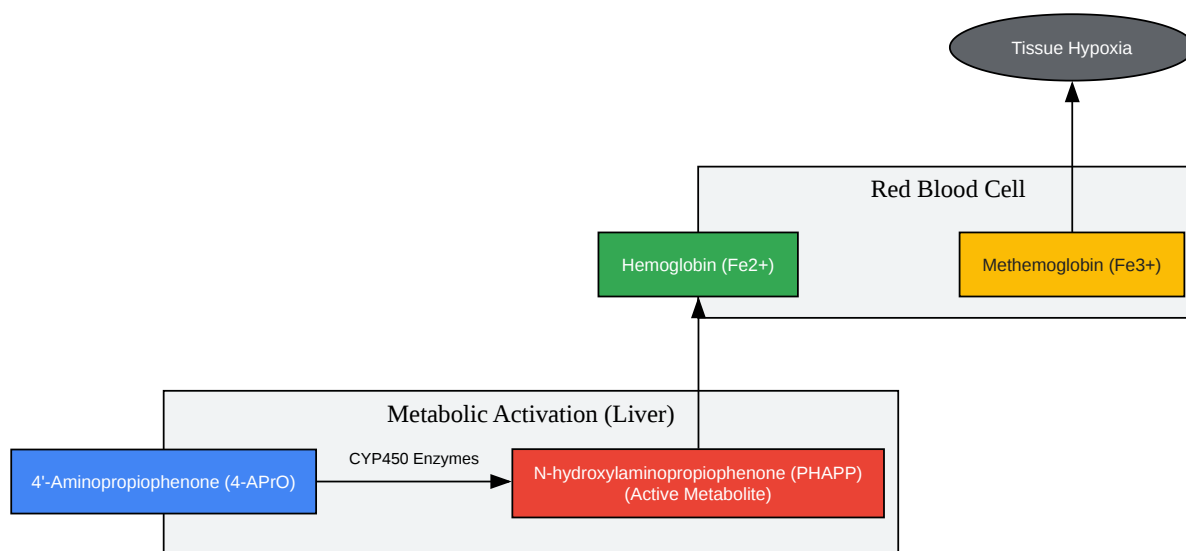 Tissue Hypoxia
Red Blood Cell
Hemoglobin (Fe2+)
Methemoglobin (Fe3+)
Metabolic Activation (Liver)
4'-Aminopropiophenone (4-APrO)
CYP450 Enzymes
N-hydroxylaminopropiophenone (PHAPP)
(Active Metabolite)